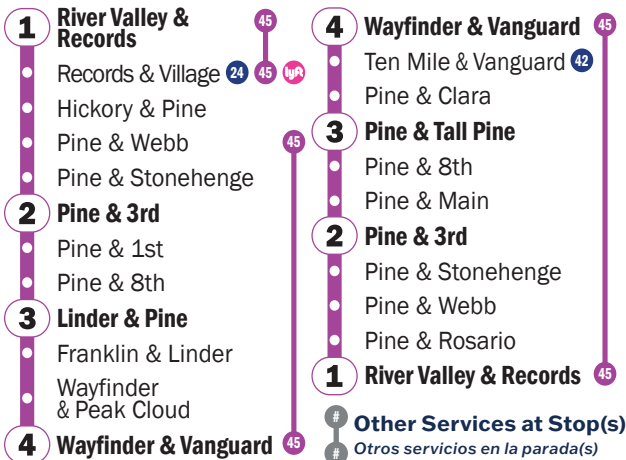 1 River Valley & Records 45
Records & Village 24 45 lyft
Hickory & Pine
Pine & Webb 45
Pine & Stonehenge
2 Pine & 3rd
Pine & 1st
Pine & 8th
3 Linder & Pine
Franklin & Linder
Wayfinder
& Peak Cloud
4 Wayfinder & Vanguard 45
4 Wayfinder & Vanguard 45
Ten Mile & Vanguard 42
Pine & Clara
3 Pine & Tall Pine
Pine & 8th
Pine & Main
2 Pine & 3rd
Pine & Stonehenge
Pine & Webb
Pine & Rosario
1 River Valley & Records 45
# Other Services at Stop(s)
# Otros servicios en la parada(s)